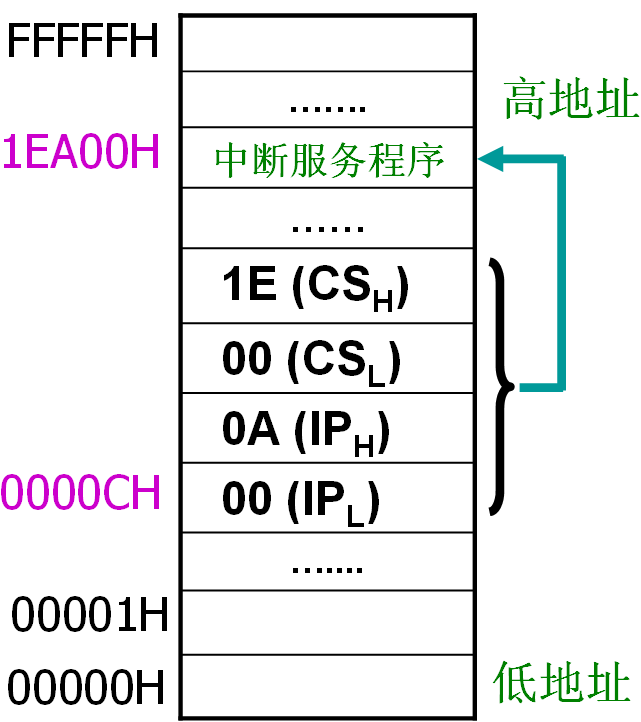 FFFFFH
…….
高地址
1EA00H
中断服务程序
……
1E (CSH)
00 (CSL)
0A (IPH)
0000CH
00 (IPL)
…....
00001H
00000H
低地址